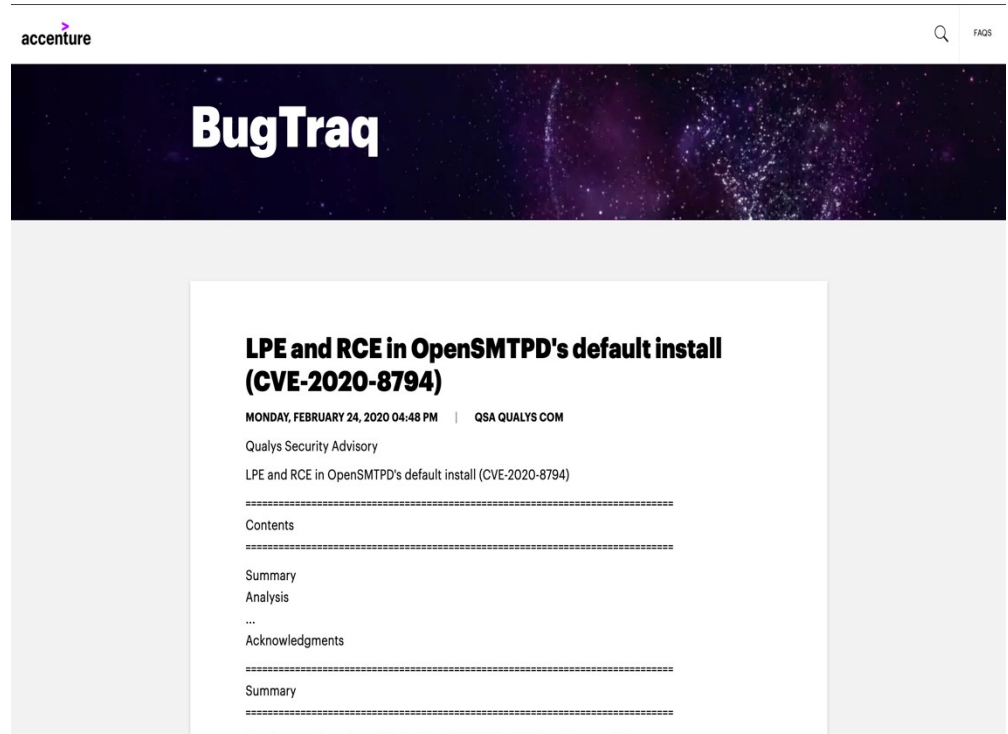 accenture
FAQS
BugTraq
LPE and RCE in OpenSMTPD's default install
(CVE-2020-8794)
MONDAY, FEBRUARY 24, 2020 04:48 PM | QSA QUALYS COM
Qualys Security Advisory
LPE and RCE in OpenSMTPD's default install (CVE-2020-8794)
==============================================================================
Contents
==============================================================================
Summary
Analysis
...
Acknowledgments
==============================================================================
Summary
==============================================================================